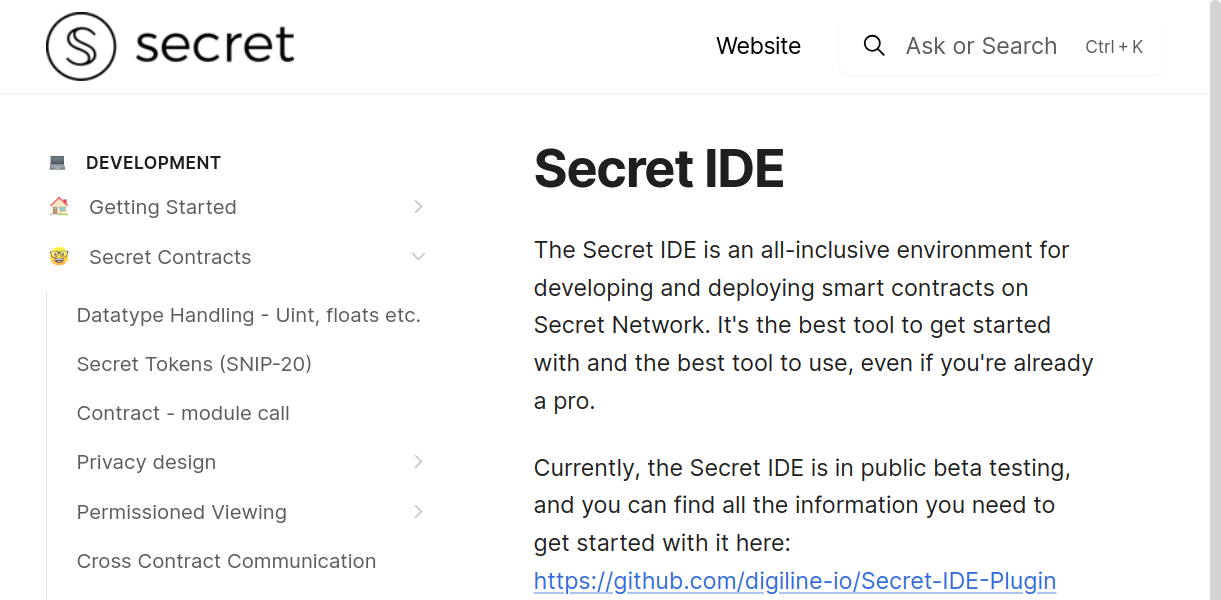 secret
Website
Ask or Search Ctrl + K
DEVELOPMENT
Getting Started
Secret Contracts
Datatype Handling - Uint, floats etc.
Secret Tokens (SNIP-20)
Contract - module call
Privacy design
Permissioned Viewing
Cross Contract Communication
Secret IDE
The Secret IDE is an all-inclusive environment for
developing and deploying smart contracts on
Secret Network. It's the best tool to get started
with and the best tool to use, even if you're already
a pro.
Currently, the Secret IDE is in public beta testing,
and you can find all the information you need to
get started with it here:
https://github.com/digiline-io/Secret-IDE-Plugin